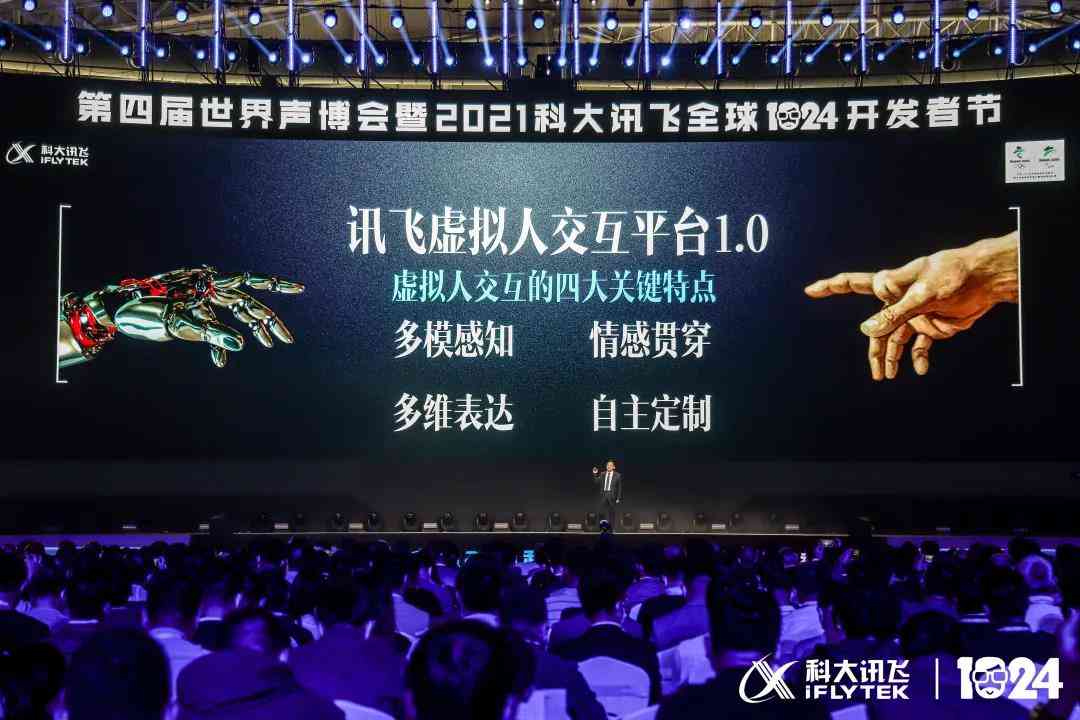 第四届世界声博会暨2021科大讯飞全球1024开发者节
科大讯飞
iFLYTEK
讯飞虚拟人交互平台1.0
虚拟人交互的四大关键特点
多模感知 情感贯穿
多维表达 自主定制
科大讯飞
iFLYTEK
1024